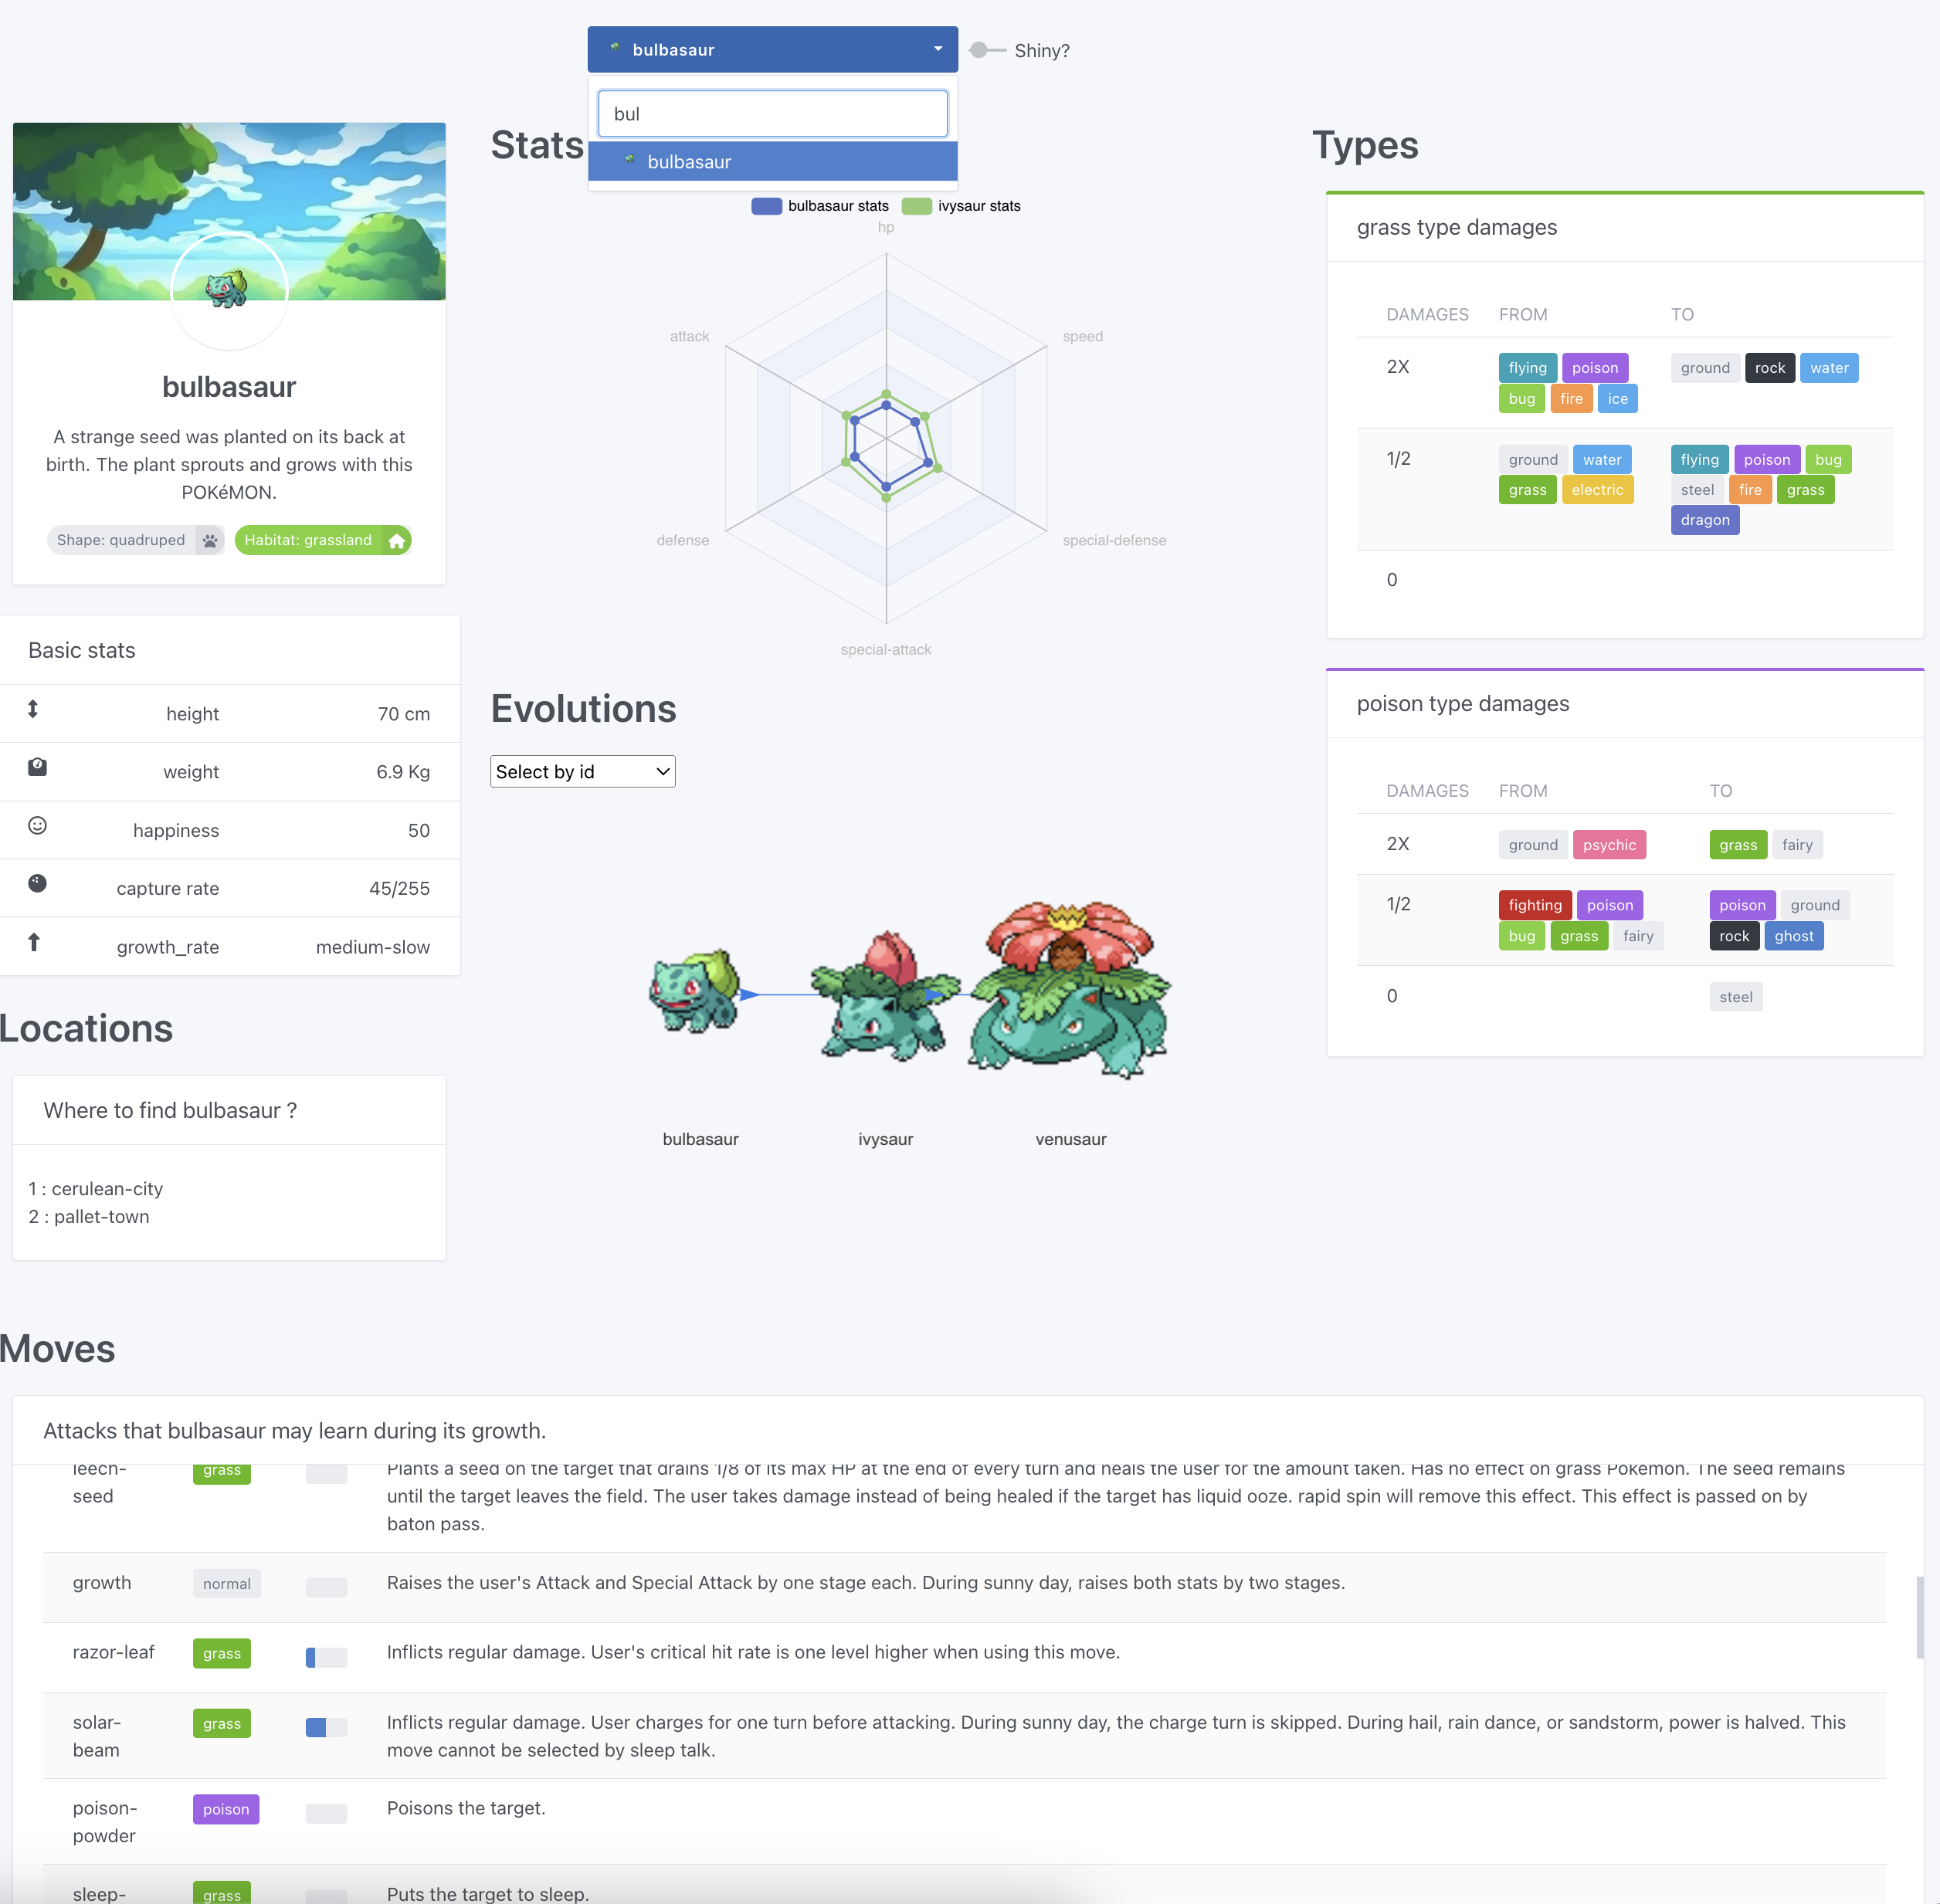 bulbasaur
Shiny?
bul
bulbasaur
bulbasaur
A strange seed was planted on its back at
birth. The plant sprouts and grows with this
POKéMON.
Shape: quadruped
Habitat: grassland
Basic stats
height 70 cm
weight 6.9 Kg
happiness 50
capture rate 45/255
growth_rate medium-slow
Locations
Where to find bulbasaur ?
1 : cerulean-city
2 : pallet-town
Stats
bulbasaur stats ivysaur stats
hp
attack speed
defense special-defense
special-attack
Evolutions
Select by id
bulbasaur ivysaur venusaur
Types
grass type damages
DAMAGES FROM TO
2X flying poison ground rock water
bug fire ice
1/2 ground water flying poison bug
grass electric steel fire grass
dragon
0
poison type damages
DAMAGES FROM TO
2X ground psychic grass fairy
1/2 fighting poison poison ground
bug grass fairy rock ghost
0 steel
Moves
Attacks that bulbasaur may learn during its growth.
leech- grass Plants a seed on the target that drains 1/8 of its max HP at the end of every turn and heals the user for the amount taken. Has no effect on grass Pokémon. The seed remains
seed until the target leaves the field. The user takes damage instead of being healed if the target has liquid ooze. rapid spin will remove this effect. This effect is passed on by
baton pass.
growth normal Raises the user's Attack and Special Attack by one stage each. During sunny day, raises both stats by two stages.
razor-leaf grass Inflicts regular damage. User's critical hit rate is one level higher when using this move.
solar- grass Inflicts regular damage. User charges for one turn before attacking. During sunny day, the charge turn is skipped. During hail, rain dance, or sandstorm, power is halved. This
beam move cannot be selected by sleep talk.
poison- poison Poisons the target.
powder
sleep- grass Puts the target to sleep.